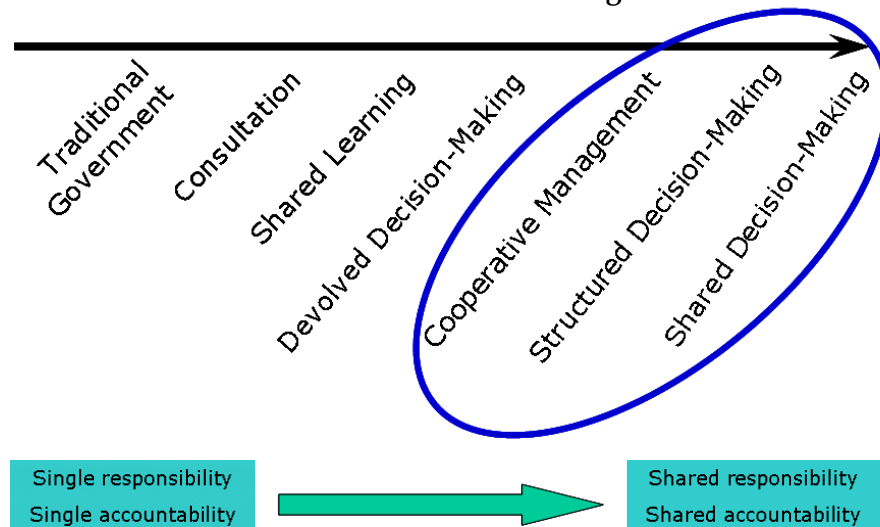 Traditional
Government
Consultation
Shared Learning
Devolved Decision-Making
Cooperative Management
Structured Decision-Making
Shared Decision-Making
Single responsibility
Single accountability
Shared responsibility
Shared accountability